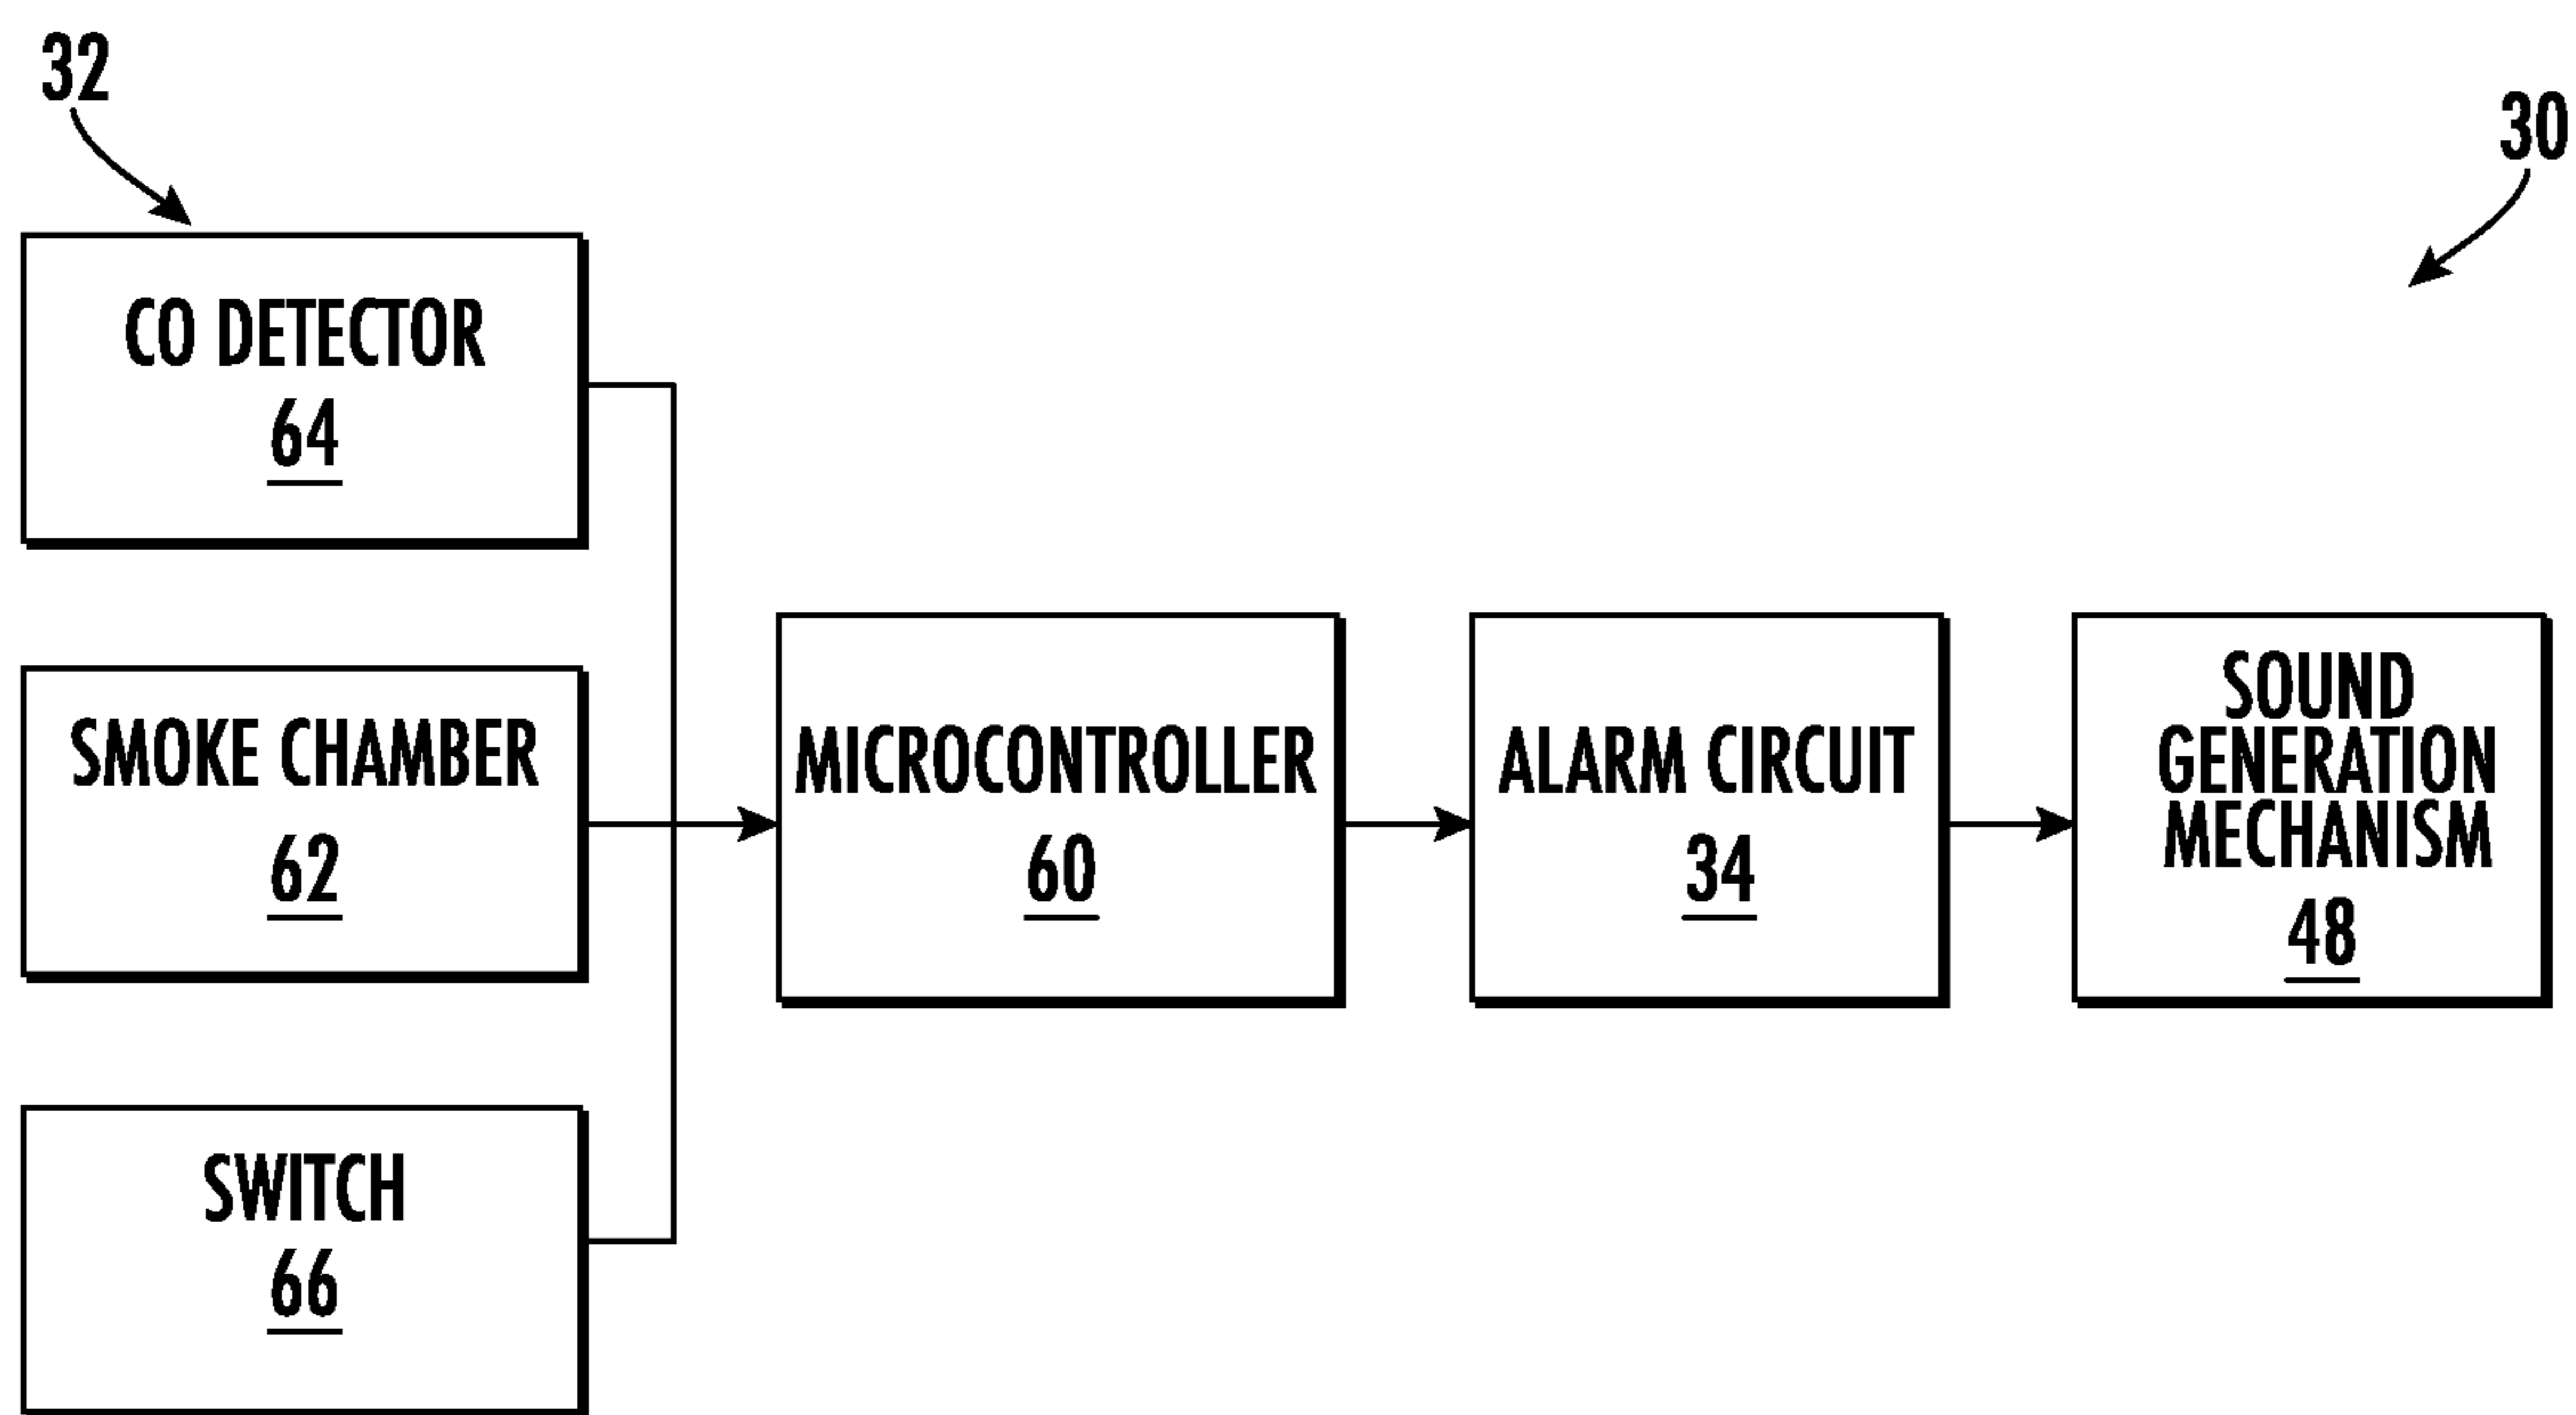 32
30
CO DETECTOR
64
SMOKE CHAMBER
62
SWITCH
66
MICROCONTROLLER
60
ALARM CIRCUIT
34
SOUND
GENERATION
MECHANISM
48